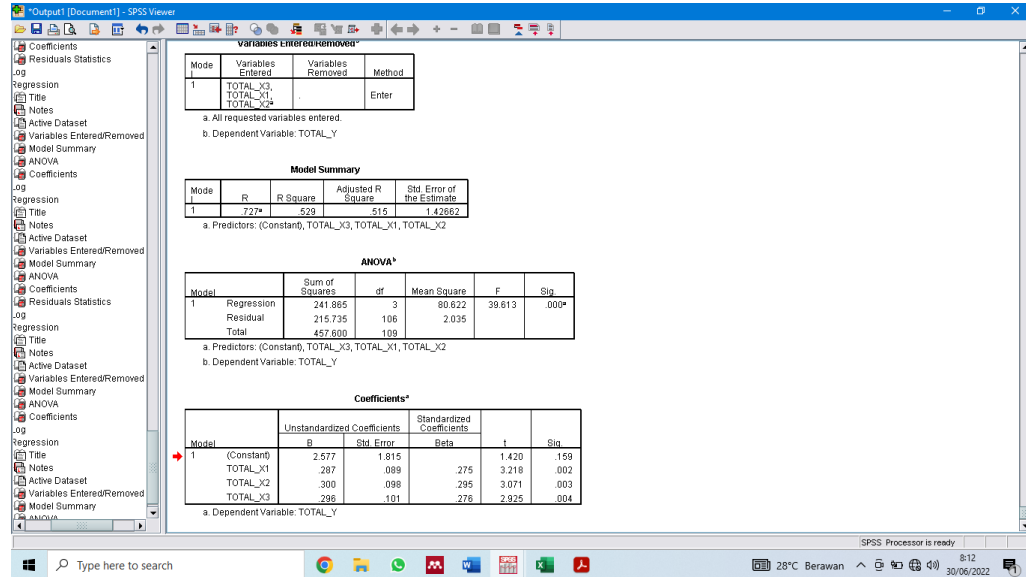 *Output1 [Document1] - SPSS Viewer
Coefficients
Residuals Statistics
.og
Regression
Title
Notes
Active Dataset
Variables Entered/Removed
Model Summary
ANOVA
Coefficients
.og
Regression
Title
Notes
Active Dataset
Variables Entered/Removed
Model Summary
ANOVA
Coefficients
Residuals Statistics
.og
Regression
Title
Notes
Active Dataset
Variables Entered/Removed
Model Summary
ANOVA
Coefficients
.og
Regression
Title
Notes
Active Dataset
Variables Entered/Removed
Model Summary
ANOVA
Variables Entered/Removed b
Model Variables Entered Variables Removed Method
1 TOTAL_X3, TOTAL_X1, TOTAL_X2 a . Enter
a. All requested variables entered.
b. Dependent Variable: TOTAL_Y
Model Summary
Model R R Square Adjusted R Square Std. Error of the Estimate
1 .727a .529 .515 1.42662
a. Predictors: (Constant), TOTAL_X3, TOTAL_X1, TOTAL_X2
ANOVA b
Model Sum of Squares df Mean Square F Sig.
1 Regression 241.865 3 80.622 39.613 .000a
Residual 215.735 106 2.035
Total 457.600 109
a. Predictors: (Constant), TOTAL_X3, TOTAL_X1, TOTAL_X2
b. Dependent Variable: TOTAL_Y
Coefficients a
Unstandardized Coefficients Standardized Coefficients
Model B Std. Error Beta t Sig.
1 (Constant) 2.577 1.815 1.420 .159
TOTAL_X1 .287 .089 .275 3.218 .002
TOTAL_X2 .300 .098 .295 3.071 .003
TOTAL_X3 .296 .101 .276 2.925 .004
a. Dependent Variable: TOTAL_Y
SPSS Processor is ready
Type here to search
28°C Berawan
8:12
30/06/2022